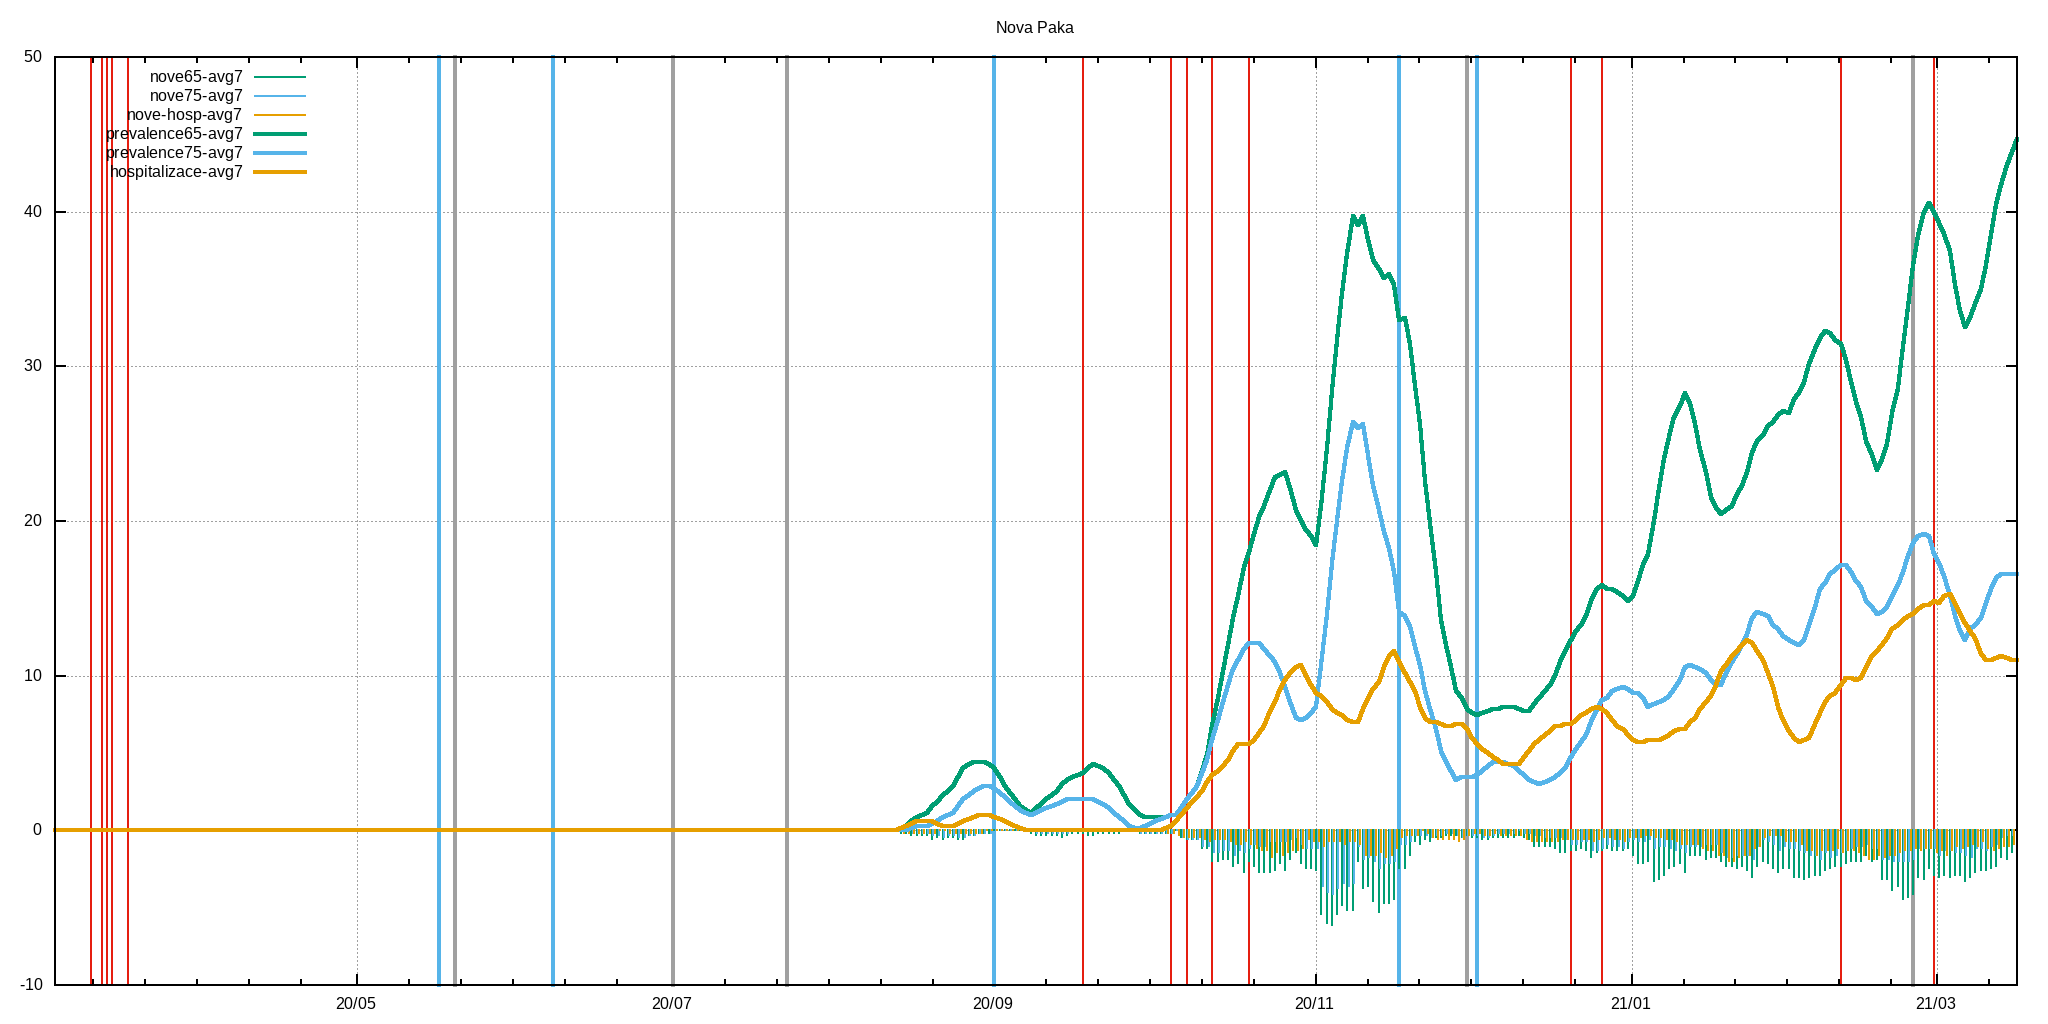 Nova Paka
50
nove65-avg7
nove75-avg7
nove-hosp-avg7
prevalence65-avg7
prevalence75-avg7
hospitalizace-avg7
40
30
20
10
0
-10
20/05 20/07 20/09 20/11 21/01 21/03